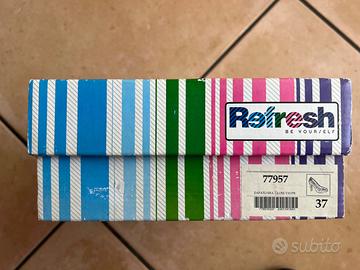 Refresh
BE YOURSELF
77957
37
subito